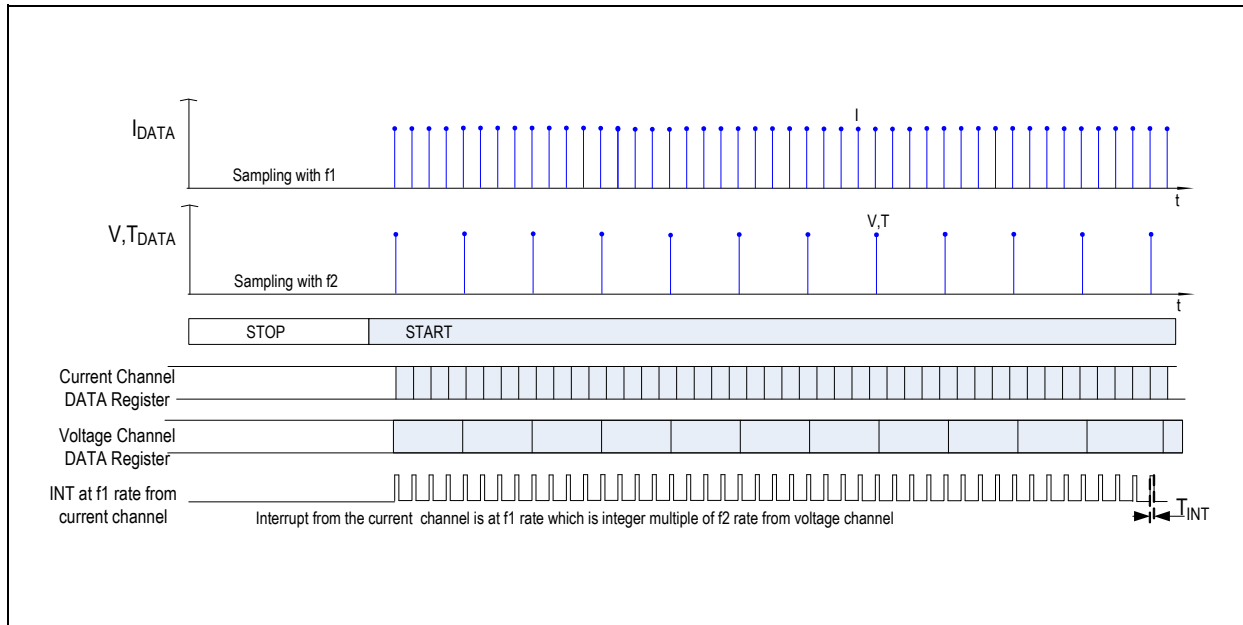 I
IDATA
Sampling with f1
t
V,T
V,TDATA
Sampling with f2
t
STOP START
Current Channel
DATA Register
Voltage Channel
DATA Register
INT at f1 rate from
current channel
Interrupt from the current channel is at f1 rate which is integer multiple of f2 rate from voltage channel
TINT